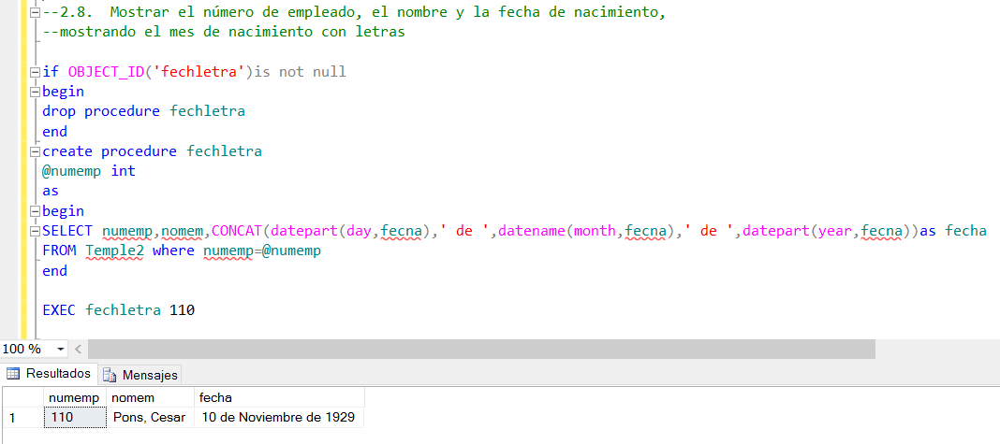 --2.8.  Mostrar el número de empleado, el nombre y la fecha de nacimiento,
--mostrando el mes de nacimiento con letras
if OBJECT_ID('fechletra')is not null
begin
drop procedure fechletra
end
create procedure fechletra
@numemp int
as
begin
SELECT numemp,nomem,CONCAT(datepart(day,fecna),' de ',datename(month,fecna),' de ',datepart(year,fecna))as fecha
FROM Temple2 where numemp=@numemp
end
EXEC fechletra 110
100 %
Resultados Mensajes
numemp nomem fecha
1 110 Pons, Cesar 10 de Noviembre de 1929